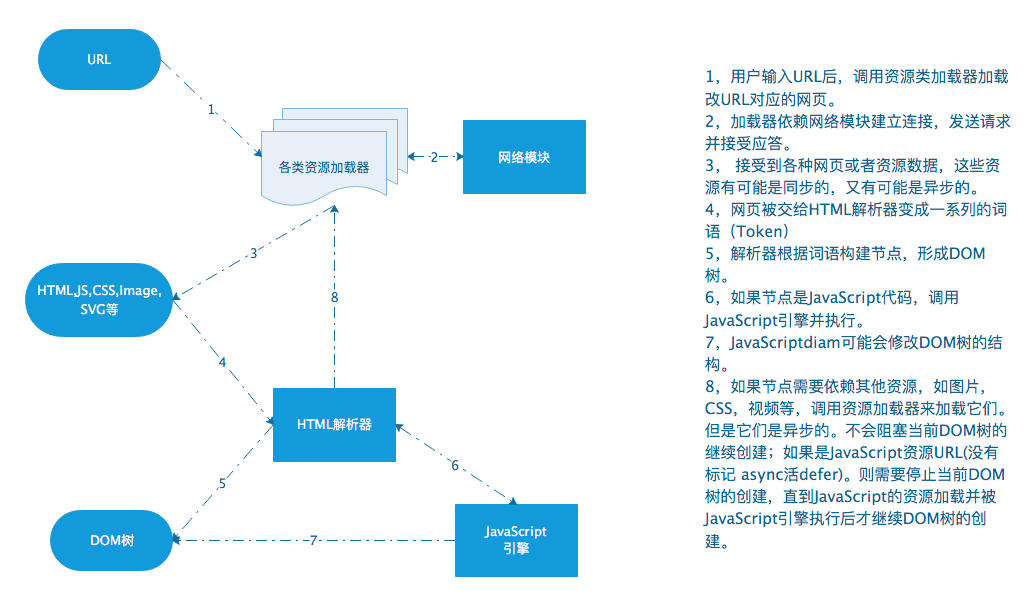 URL
1
各类资源加载器
2
网络模块
3
HTML,JS,CSS,Image,
SVG等
8
4
HTML解析器
6
5
DOM树
7
JavaScript
引擎
1，用户输入URL后，调用资源类加载器加载
改URL对应的网页。
2，加载器依赖网络模块建立连接，发送请求
并接受应答。
3， 接受到各种网页或者资源数据，这些资
源有可能是同步的，又有可能是异步的。
4，网页被交给HTML解析器变成一系列的词
语（Token）
5，解析器根据词语构建节点，形成DOM
树。
6，如果节点是JavaScript代码，调用
JavaScript引擎并执行。
7，JavaScriptdiam可能会修改DOM树的结
构。
8，如果节点需要依赖其他资源，如图片，
CSS，视频等，调用资源加载器来加载它们。
但是它们是异步的。不会阻塞当前DOM树的
继续创建；如果是JavaScript资源URL(没有
标记 async活defer)。则需要停止当前DOM
树的创建，直到JavaScript的资源加载并被
JavaScript引擎执行后才继续DOM树的创
建。